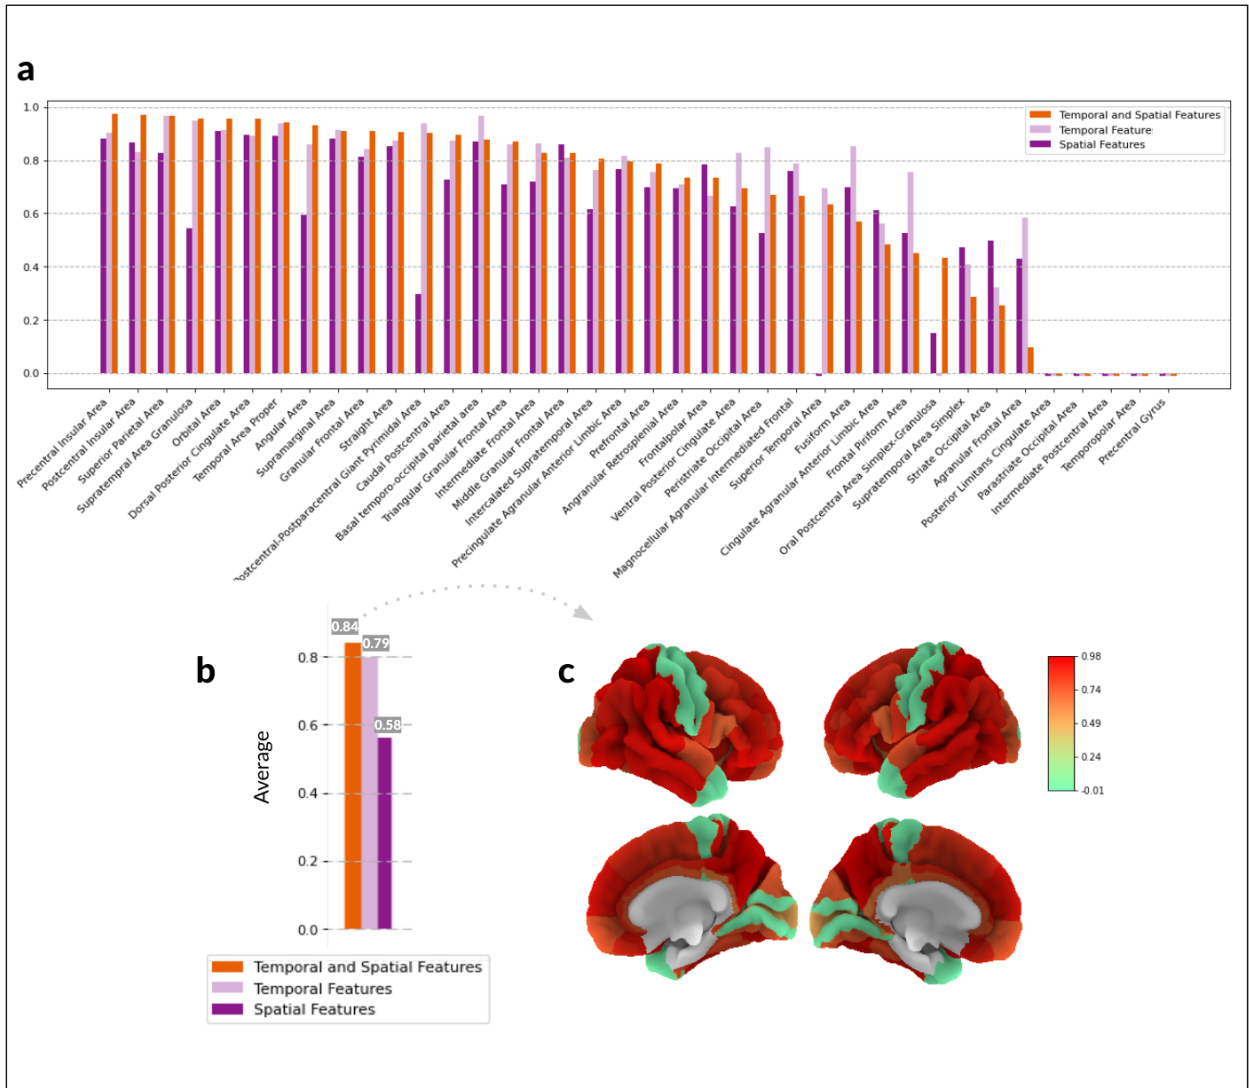 a
1.0
0.8
0.6
0.4
0.2
0.0
Temporal and Spatial Features
Temporal Feature
Spatial Features
Precentral Insular Area
Postcentral Insular Area
Superior Parietal Area
Supratempral Area Granulosa
Orbital Area
Dorsal Posterior Cingulate Area
Temporal Area Proper
Angular Area
Supramarginal Area
Granular Frontal Area
Straight Area
Postcentral-Postparacentral Giant Pyrimidal Area
Caudal Postcentral Area
Basal temporo-occipital parietal area
Triangular Granular Frontal Area
Intermediate Frontal Area
Middle Granular Frontal Area
Intercalated Supratemporal Area
Precingulate Agranular Anterior Limbic Area
Prefrontal Area
Angranular Retrosplenial Area
Frontalpolar Area
Ventral Posterior Cingulate Area
Peristriate Occipital Area
Magnocellular Agranular Intermediated Frontal
Superior Temporal Area
Fusiform Area
Cingulate Agranular Anterior Limbic Area
Frontal Piriform Area
Oral Postcentral Area Simplex-Granulosa
Supratemporal Area Simplex
Striate Occipital Area
Agranular Frontal Area
Posterior Limitans Cingulate Area
Parastriate Occipital Area
Intermediate Postcentral Area
Temporopolar Area
Precentral Gyrus
b
Average
0.8
0.6
0.4
0.2
0.0
0.84
0.79
0.58
Temporal and Spatial Features
Temporal Features
Spatial Features
c
0.98
0.74
0.49
0.24
-0.01